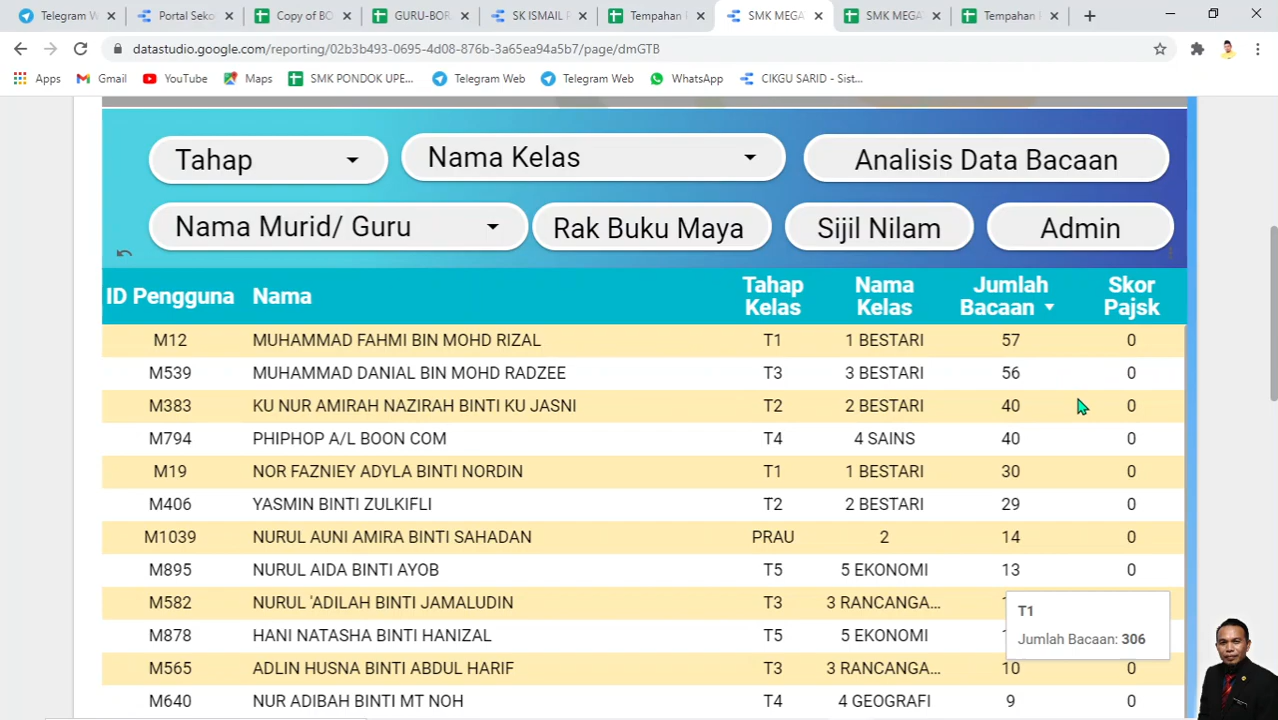 Telegram W
Portal Seko
Copy of BO
GURU-BOR
SK ISMAIL P
Tempahan
SMK MEGA
SMK MEGA
Tempahan
datastudio.google.com/reporting/02b3b493-0695-4d08-876b-3a65ea94a5b7/page/dmGTB
Apps Gmail YouTube Maps SMK PONDOK UPE... Telegram Web Telegram Web WhatsApp CIKGU SARID - Sist...
Tahap Nama Kelas Analisis Data Bacaan
Nama Murid/ Guru Rak Buku Maya Sijil Nilam Admin
ID Pengguna Nama Tahap Kelas Nama Kelas Jumlah Bacaan Skor Pajsk
M12 MUHAMMAD FAHMI BIN MOHD RIZAL T1 1 BESTARI 57 0
M539 MUHAMMAD DANIAL BIN MOHD RADZEE T3 3 BESTARI 56 0
M383 KU NUR AMIRAH NAZIRAH BINTI KU JASNI T2 2 BESTARI 40 0
M794 PHIPHOP A/L BOON COM T4 4 SAINS 40 0
M19 NOR FAZNIEY ADYLA BINTI NORDIN T1 1 BESTARI 30 0
M406 YASMIN BINTI ZULKIFLI T2 2 BESTARI 29 0
M1039 NURUL AUNI AMIRA BINTI SAHADAN PRAU 2 14 0
M895 NURUL AIDA BINTI AYOB T5 5 EKONOMI 13 0
M582 NURUL 'ADILAH BINTI JAMALUDIN T3 3 RANCANGA...
M878 HANI NATASHA BINTI HANIZAL T5 5 EKONOMI
M565 ADLIN HUSNA BINTI ABDUL HARIF T3 3 RANCANGA... 10 0
M640 NUR ADIBAH BINTI MT NOH T4 4 GEOGRAFI 9 0
T1
Jumlah Bacaan: 306